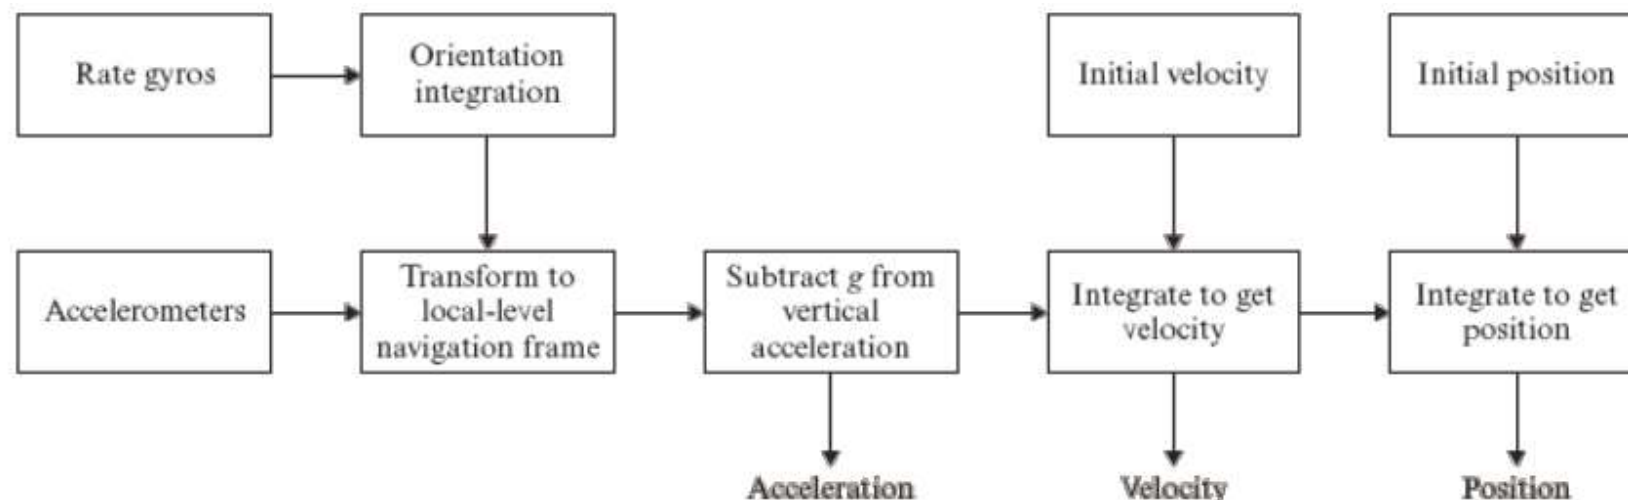 Rate gyros
Orientation
integration
Initial velocity
Initial position
Accelerometers
Transform to
local-level
navigation frame
Subtract g from
vertical
acceleration
Integrate to get
velocity
Integrate to get
position
Acceleration
Velocity
Position